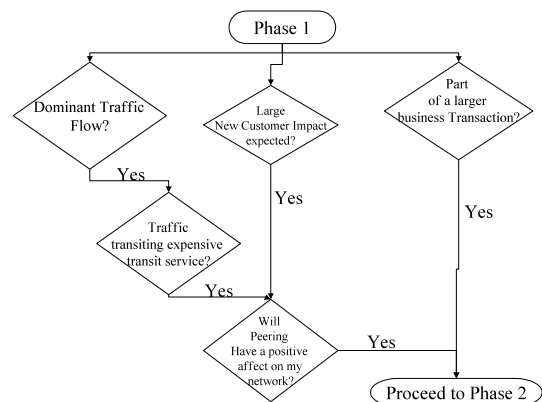 Phase 1
Dominant Traffic
Flow?
Large
New Customer Impact
expected?
Part
of a larger
business Transaction?
Yes
Yes
Yes
Traffic
transiting expensive
transit service?
Yes
Will
Peering
Have a positive
affect on my
network?
Yes
Proceed to Phase 2